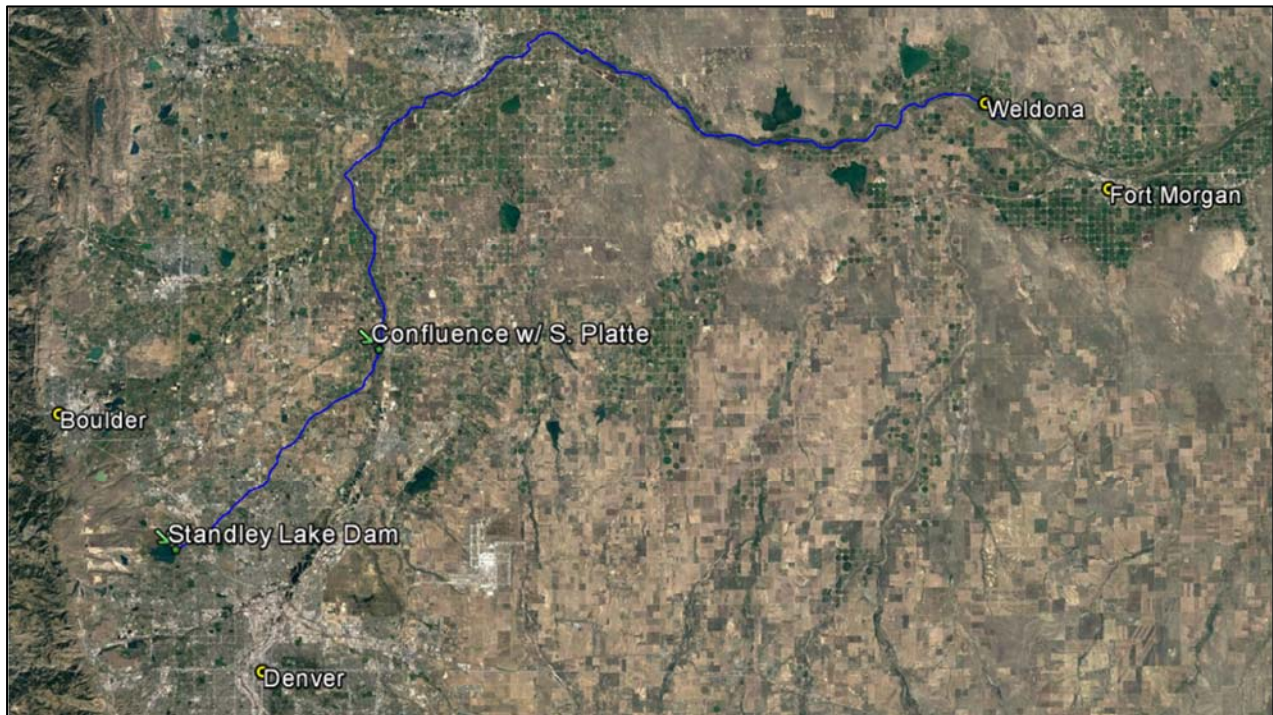 Weldona
Fort Morgan
Confluence w/ S. Platte
Boulder
Standley Lake Dam
Denver